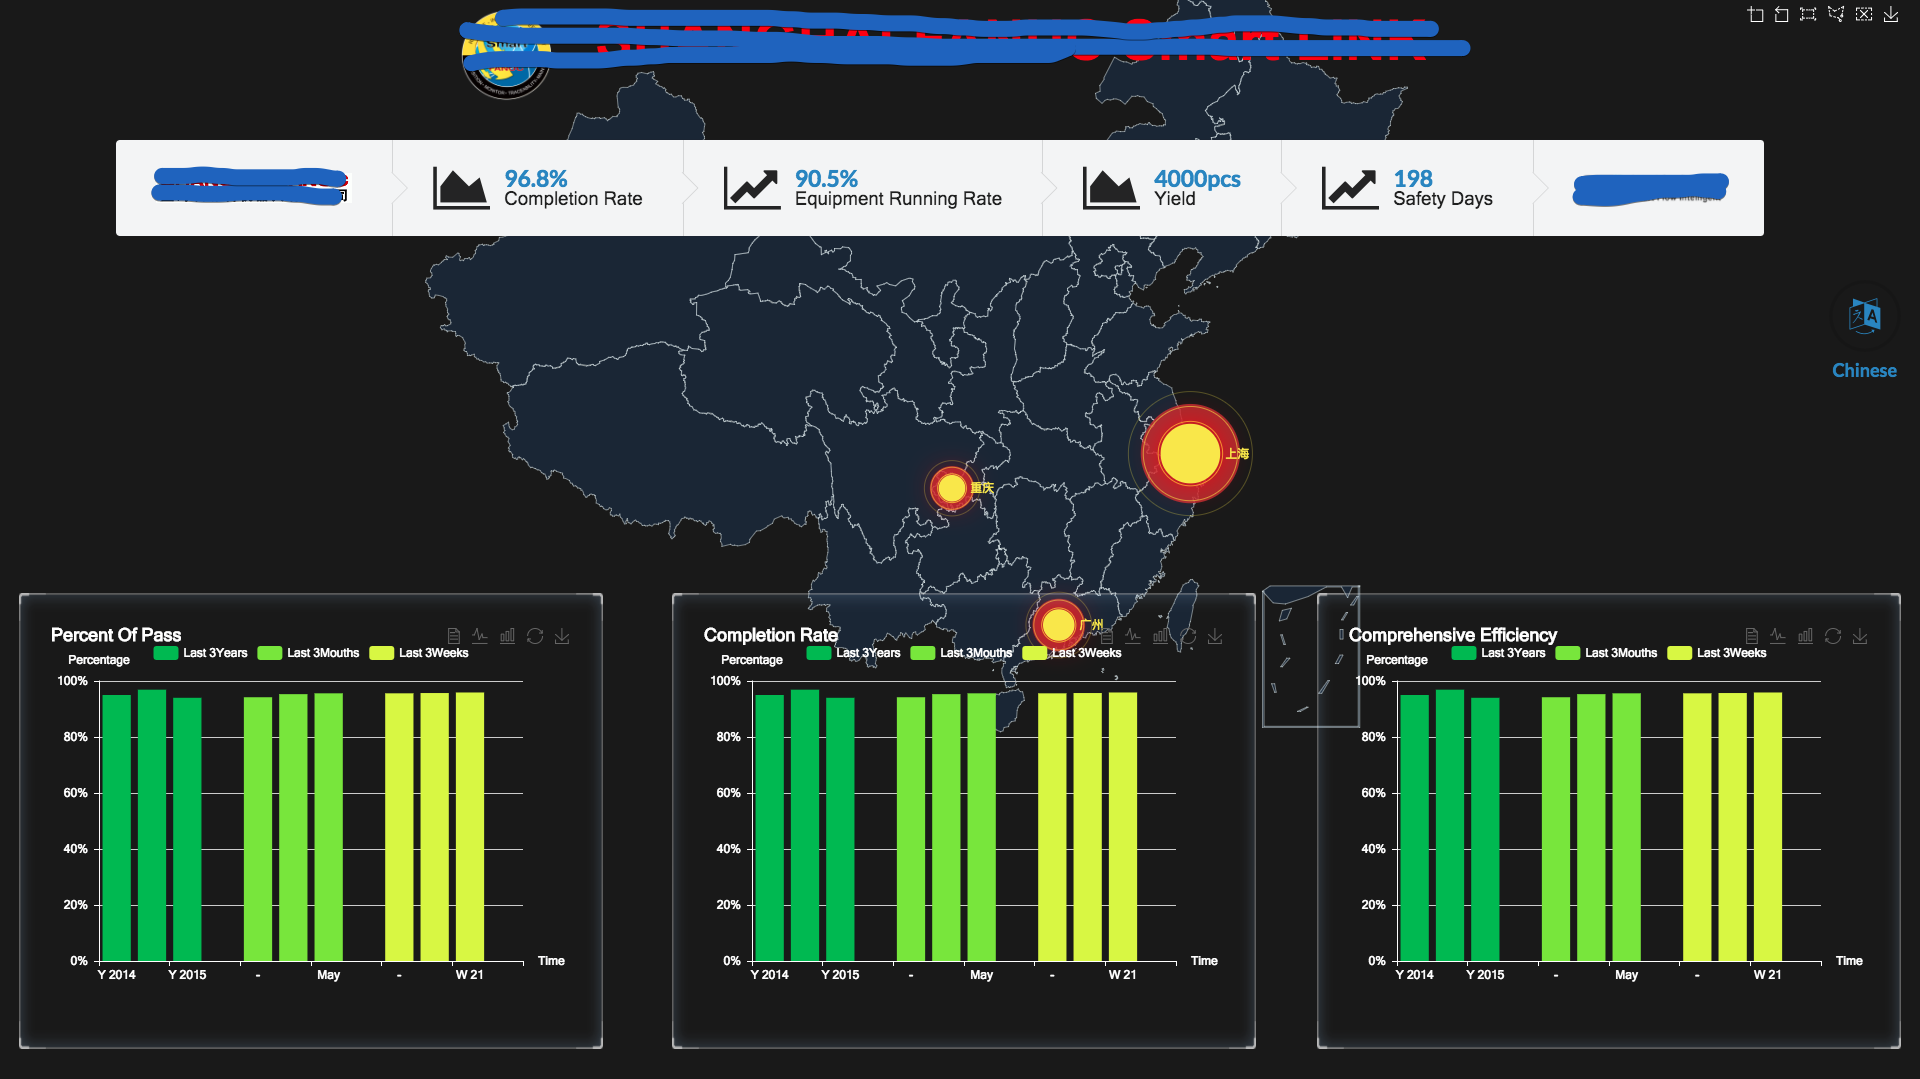 96.8%
Completion Rate
90.5%
Equipment Running Rate
4000pcs
Yield
198
Safety Days
Chinese
上海
重庆
广州
Percent Of Pass
Percentage
Last 3Years
Last 3Mouths
Last 3Weeks
100%
80%
60%
40%
20%
0%
Y 2014
Y 2015
-
May
-
W 21
Time
Completion Rate
Percentage
Last 3Years
Last 3Mouths
Last 3Weeks
100%
80%
60%
40%
20%
0%
Y 2014
Y 2015
-
May
-
W 21
Time
Comprehensive Efficiency
Percentage
Last 3Years
Last 3Mouths
Last 3Weeks
100%
80%
60%
40%
20%
0%
Y 2014
Y 2015
-
May
-
W 21
Time